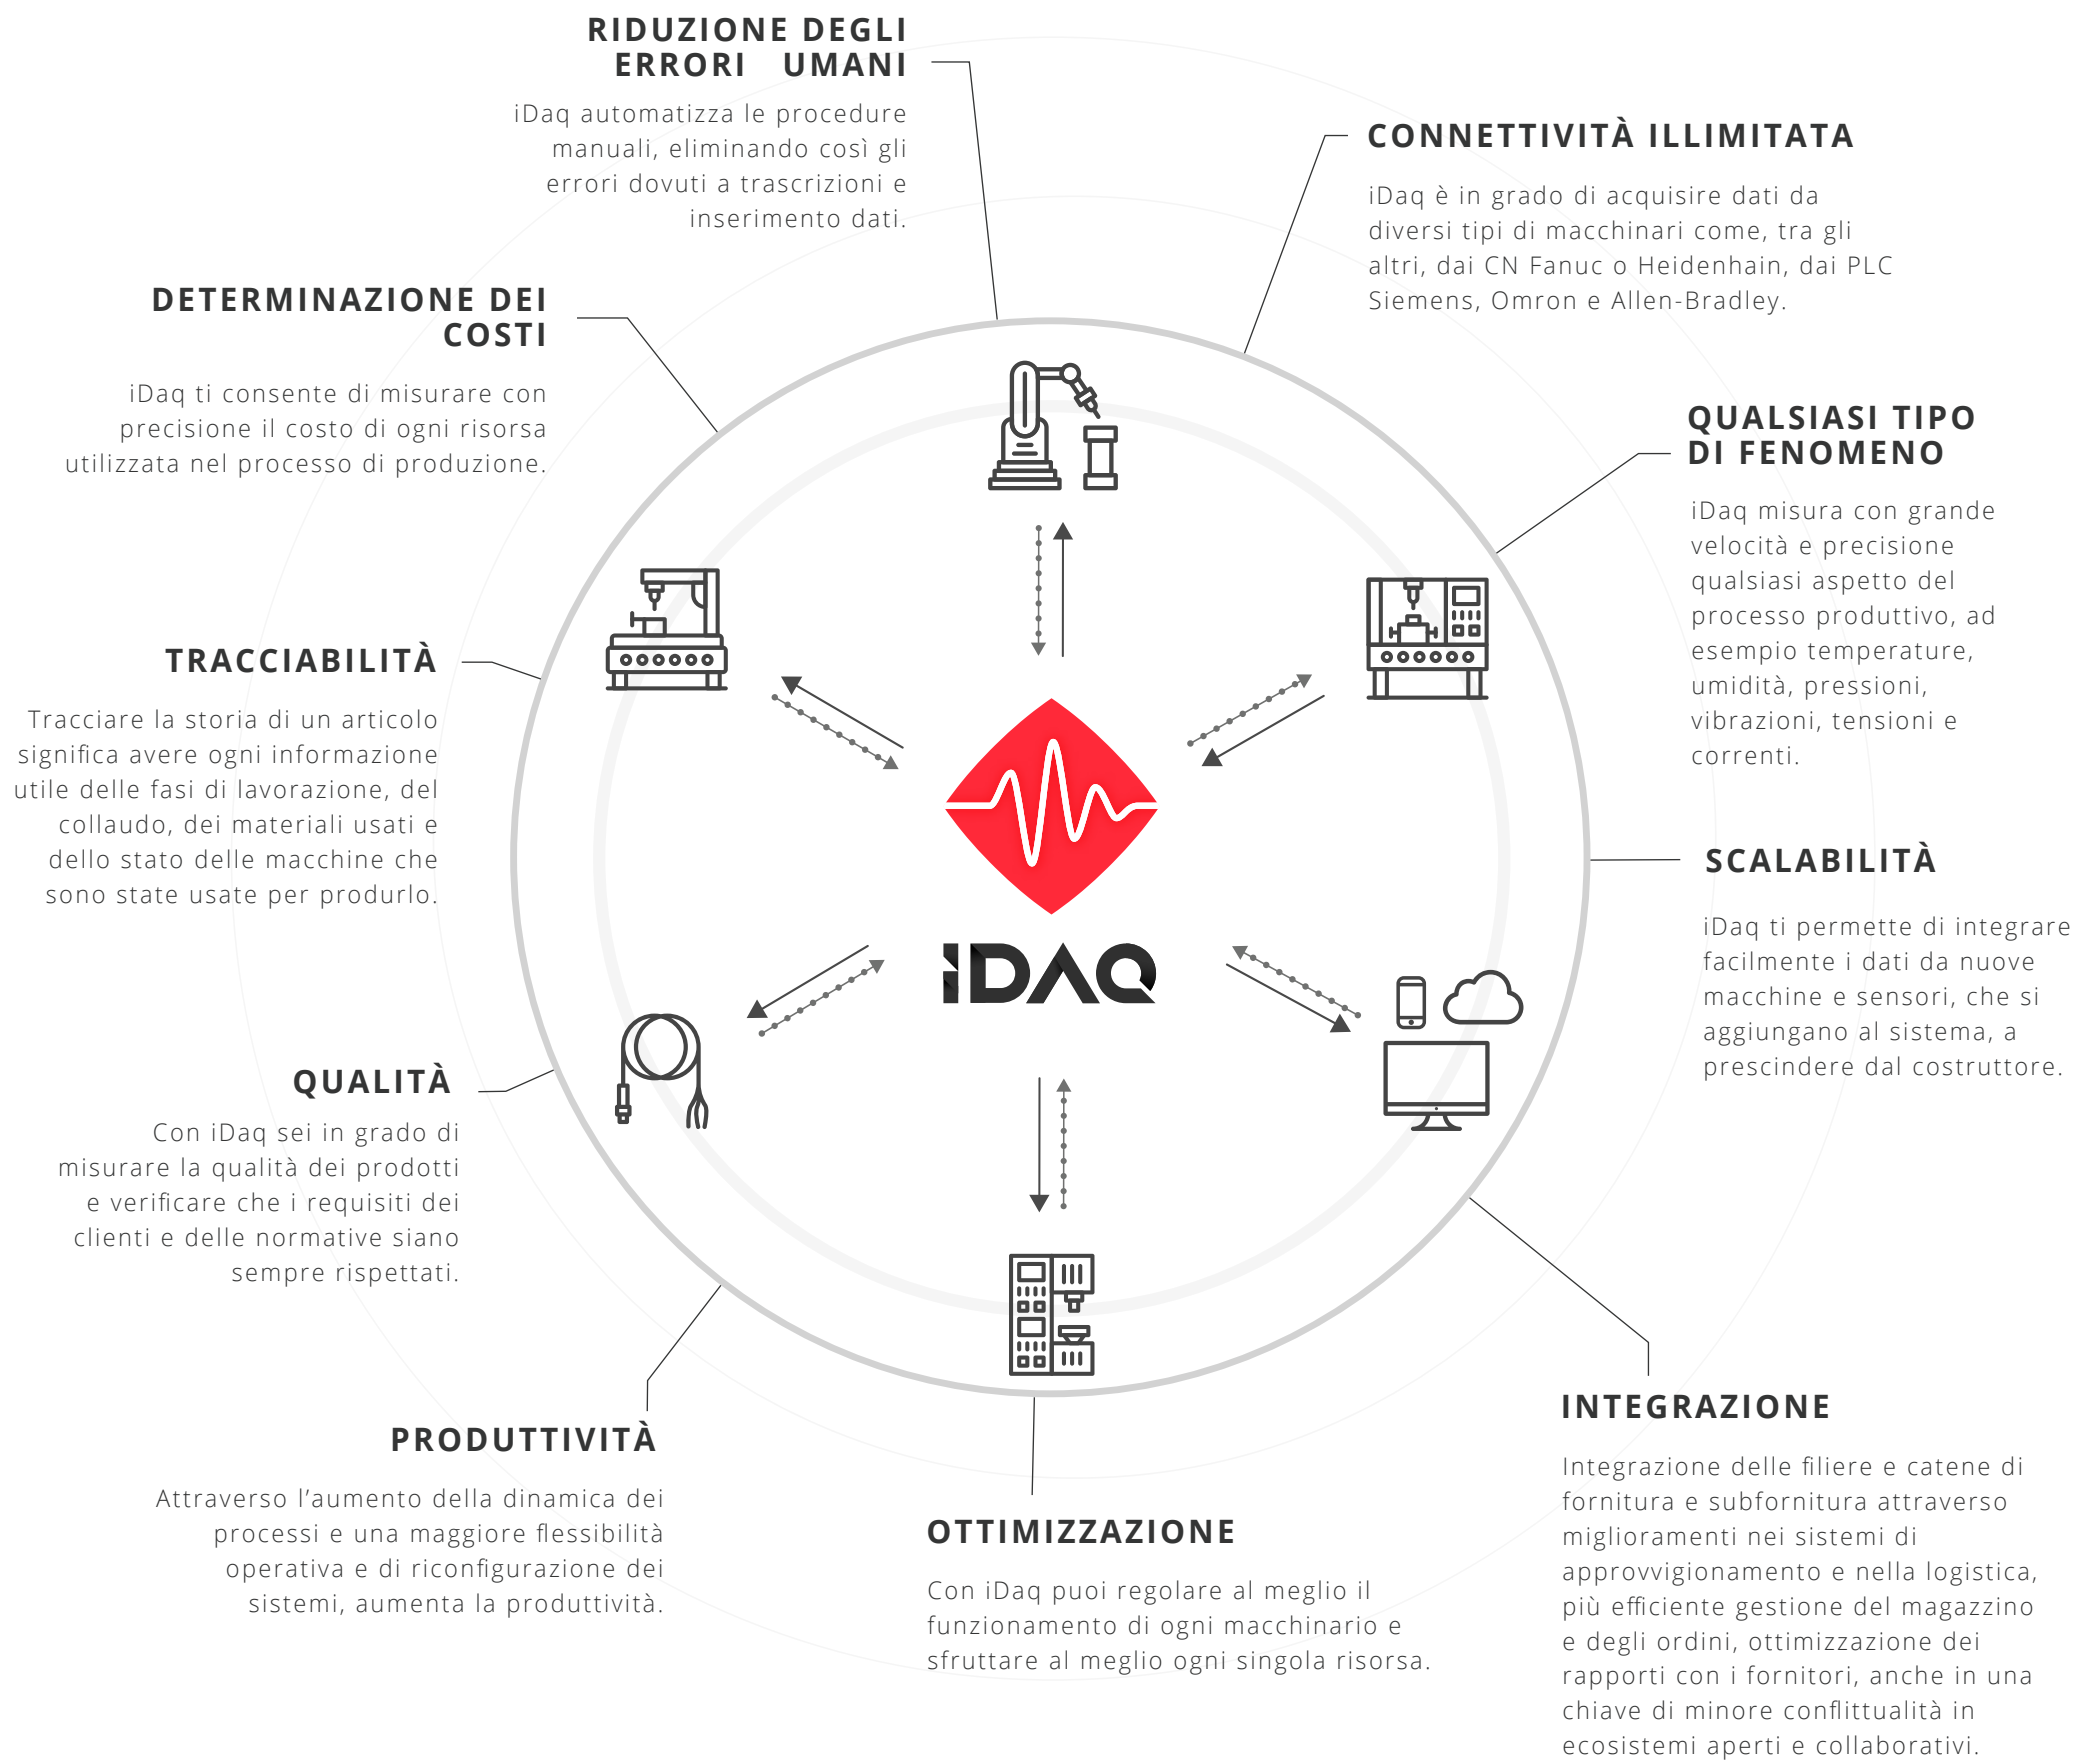 RIDUZIONE DEGLI
ERRORI UMANI
iDaq automatizza le procedure
manuali, eliminando così gli
errori dovuti a trascrizioni e
inserimento dati.
CONNETTIVITÀ ILLIMITATA
iDaq è in grado di acquisire dati da
diversi tipi di macchinari come, tra gli
altri, dai CN Fanuc o Heidenhain, dai PLC
Siemens, Omron e Allen-Bradley.
DETERMINAZIONE DEI
COSTI
iDaq ti consente di misurare con
precisione il costo di ogni risorsa
utilizzata nel processo di produzione.
QUALSIASI TIPO
DI FENOMENO
iDaq misura con grande
velocità e precisione
qualsiasi aspetto del
processo produttivo, ad
esempio temperature,
umidità, pressioni,
vibrazioni, tensioni e
correnti.
TRACCIABILITÀ
Tracciare la storia di un articolo
significa avere ogni informazione
utile delle fasi di lavorazione, del
collaudo, dei materiali usati e
dello stato delle macchine che
sono state usate per produrlo.
iDAQ
SCALABILITÀ
iDaq ti permette di integrare
facilmente i dati da nuove
macchine e sensori, che si
aggiungano al sistema, a
prescindere dal costruttore.
QUALITÀ
Con iDaq sei in grado di
misurare la qualità dei prodotti
e verificare che i requisiti dei
clienti e delle normative siano
sempre rispettati.
PRODUTTIVITÀ
Attraverso l’aumento della dinamica dei
processi e una maggiore flessibilità
operativa e di riconfigurazione dei
sistemi, aumenta la produttività.
OTTIMIZZAZIONE
Con iDaq puoi regolare al meglio il
funzionamento di ogni macchinario e
sfruttare al meglio ogni singola risorsa.
INTEGRAZIONE
Integrazione delle filiere e catene di
fornitura e subfornitura attraverso
miglioramenti nei sistemi di
approvvigionamento e nella logistica,
più efficiente gestione del magazzino
e degli ordini, ottimizzazione dei
rapporti con i fornitori, anche in una
chiave di minore conflittualità in
ecosistemi aperti e collaborativi.